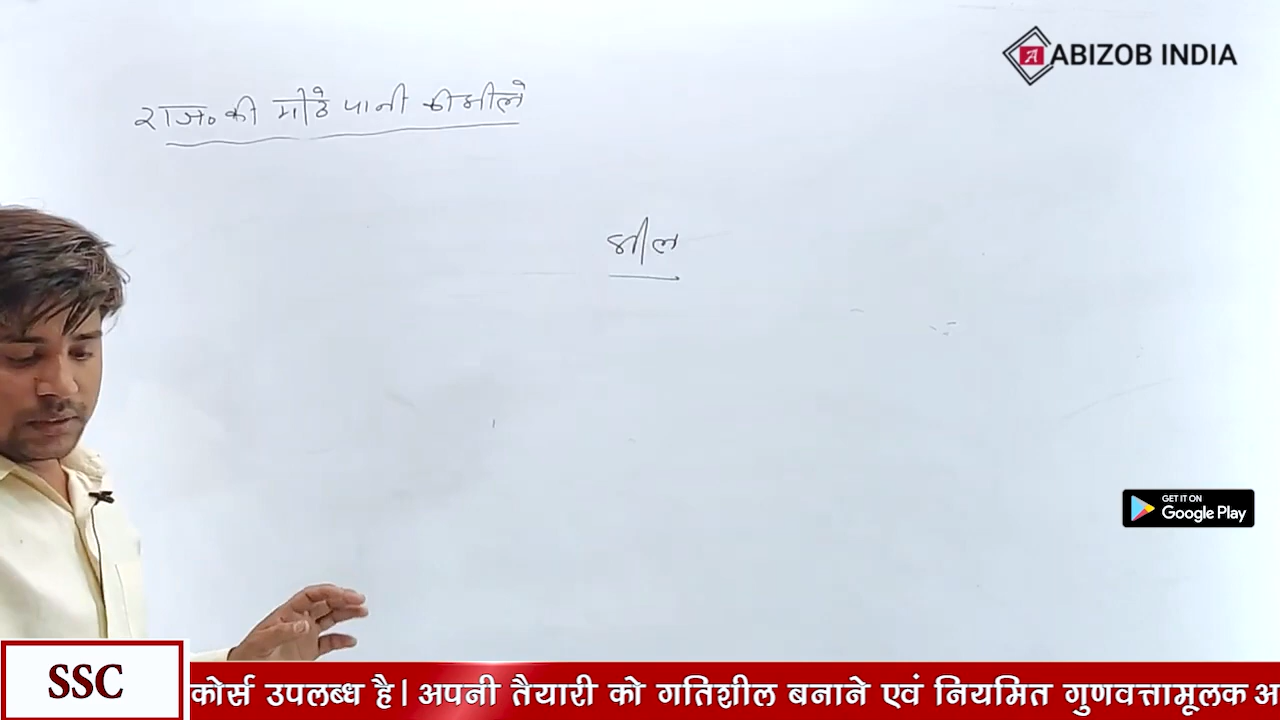 ABIZOB INDIA
राज० की मीठे पानी की झीले
झील
GET IT ON
Google Play
SSC
कोर्स उपलब्ध है। अपनी तैयारी को गतिशील बनाने एवं नियमित गुणवत्तामूलक अ